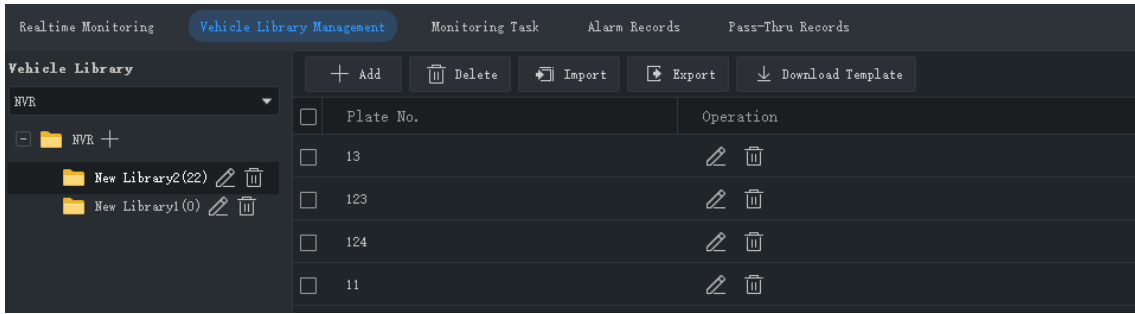 Realtime Monitoring Vehicle Library Management Monitoring Task Alarm Records Pass-Thru Records
Vehicle Library
Add Delete Import Export Download Template
NVR
Plate No. Operation
NVR
13
New Library2(22)
123
New Library1(0)
124
11